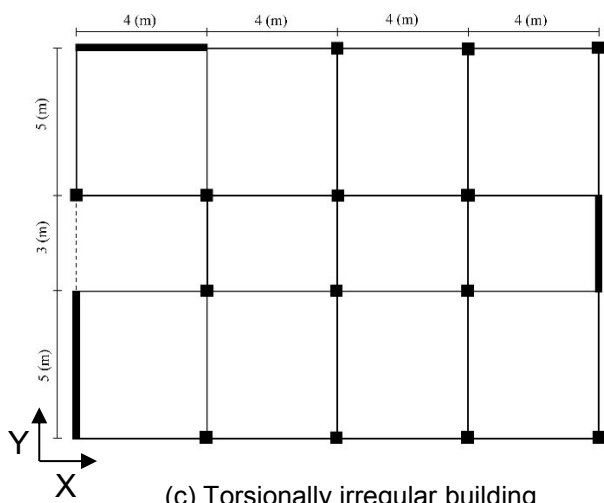 4 (m) 4 (m) 4 (m) 4 (m)
5 (m)
3 (m)
5 (m)
Y
X
(c) Torsionally irregular building